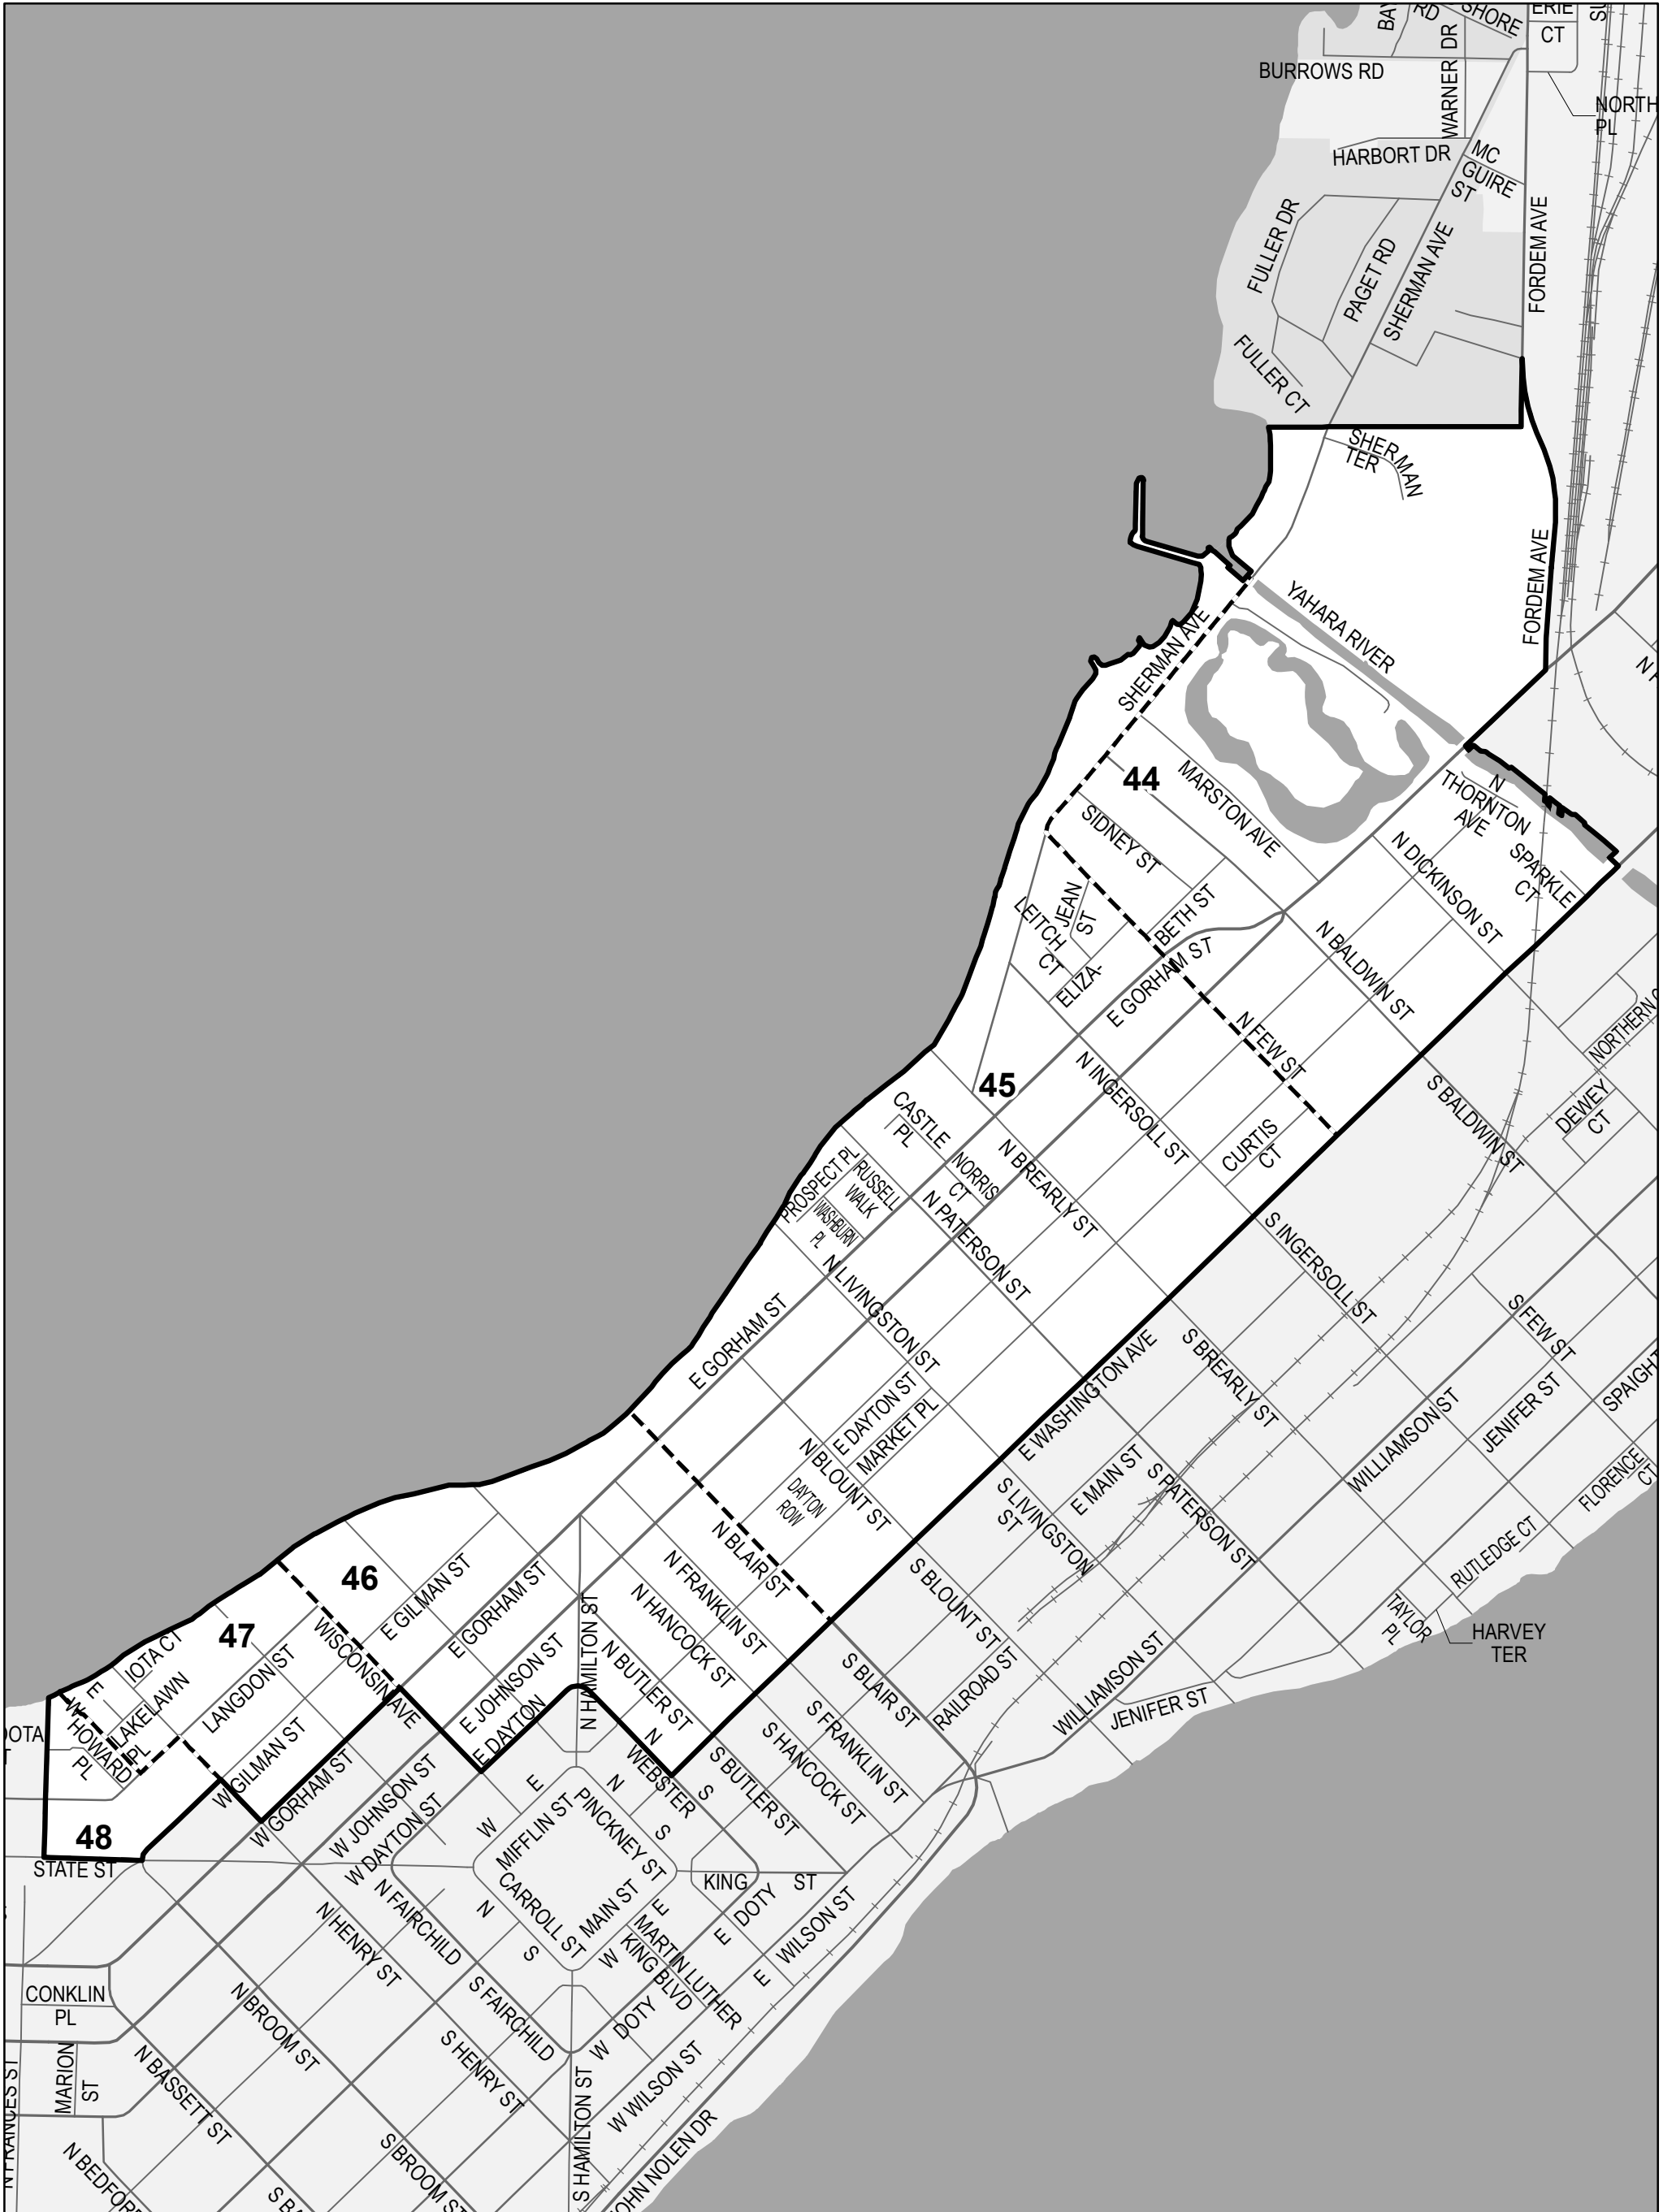 BURROWS RD
WARNER DR
SHORE
RD
ERIE
CT
NORTH
PL
HARBORT DR
MC
GUIRE
ST
FORDEM AVE
FULLER DR
PAGET RD
SHERMAN AVE
FULLER CT
SHERMAN
TER
FORDEM AVE
YAHARA RIVER
SHERMAN AVE
44
MARSTON AVE
SIDNEY ST
N
THORNTON
AVE
SPARKLE
CT
N DICKINSON ST
JEAN
ST
LEITCH
CT
ELIZA-
BETH ST
E GORHAM ST
N BALDWIN ST
N FEW ST
NORTHERN
DEWEY
CT
S BALDWIN ST
45
N INGERSOLL ST
CURTIS
CT
CASTLE
PL
NORRIS
CT
N BREARLY ST
PROSPECT PL
RUSSELL
WALK
WASHBURN
PL
N PATERSON ST
N LIVINGSTON ST
S INGERSOLL ST
S FEW ST
E GORHAM ST
E WASHINGTON AVE
S BREARLY ST
SPAIGHT
JENIFER ST
WILLIAMSON ST
E DAYTON ST
MARKET PL
N BLOUNT ST
DAYTON
ROW
E MAIN ST
S PATERSON ST
S LIVINGSTON
ST
FLORENCE
CT
RUTLEDGE CT
TAYLOR
PL
HARVEY
TER
N BLAIR ST
S BLOUNT ST
N FRANKLIN ST
N HANCOCK ST
46
E GILMAN ST
E GORHAM ST
N HAMILTON ST
N BUTLER ST
E JOHNSON ST
E DAYTON
WISCONSIN AVE
47
IOTA CT
LANGDON ST
E
W
LAKELAWN
PL
HOWARD
PL
W GILMAN ST
W GORHAM ST
48
STATE ST
S BLAIR ST
RAILROAD ST
WILLIAMSON ST
JENIFER ST
S FRANKLIN ST
S HANCOCK ST
S BUTLER ST
N
WEBSTER
S
W JOHNSON ST
W DAYTON ST
W
E
MIFFLIN ST
N
PINCKNEY ST
S
CARROLL ST
N
S
MAIN ST
W
E
KING
ST
E
DOTY
E
WILSON ST
MARTIN LUTHER
KING BLVD
W
DOTY
W WILSON ST
N FAIRCHILD
S FAIRCHILD
N HENRY ST
S HENRY ST
CONKLIN
PL
N BROOM ST
S BROOM ST
MARION
ST
N BASSETT ST
N FRANCES ST
S HAMILTON ST
JOHN NOLEN DR